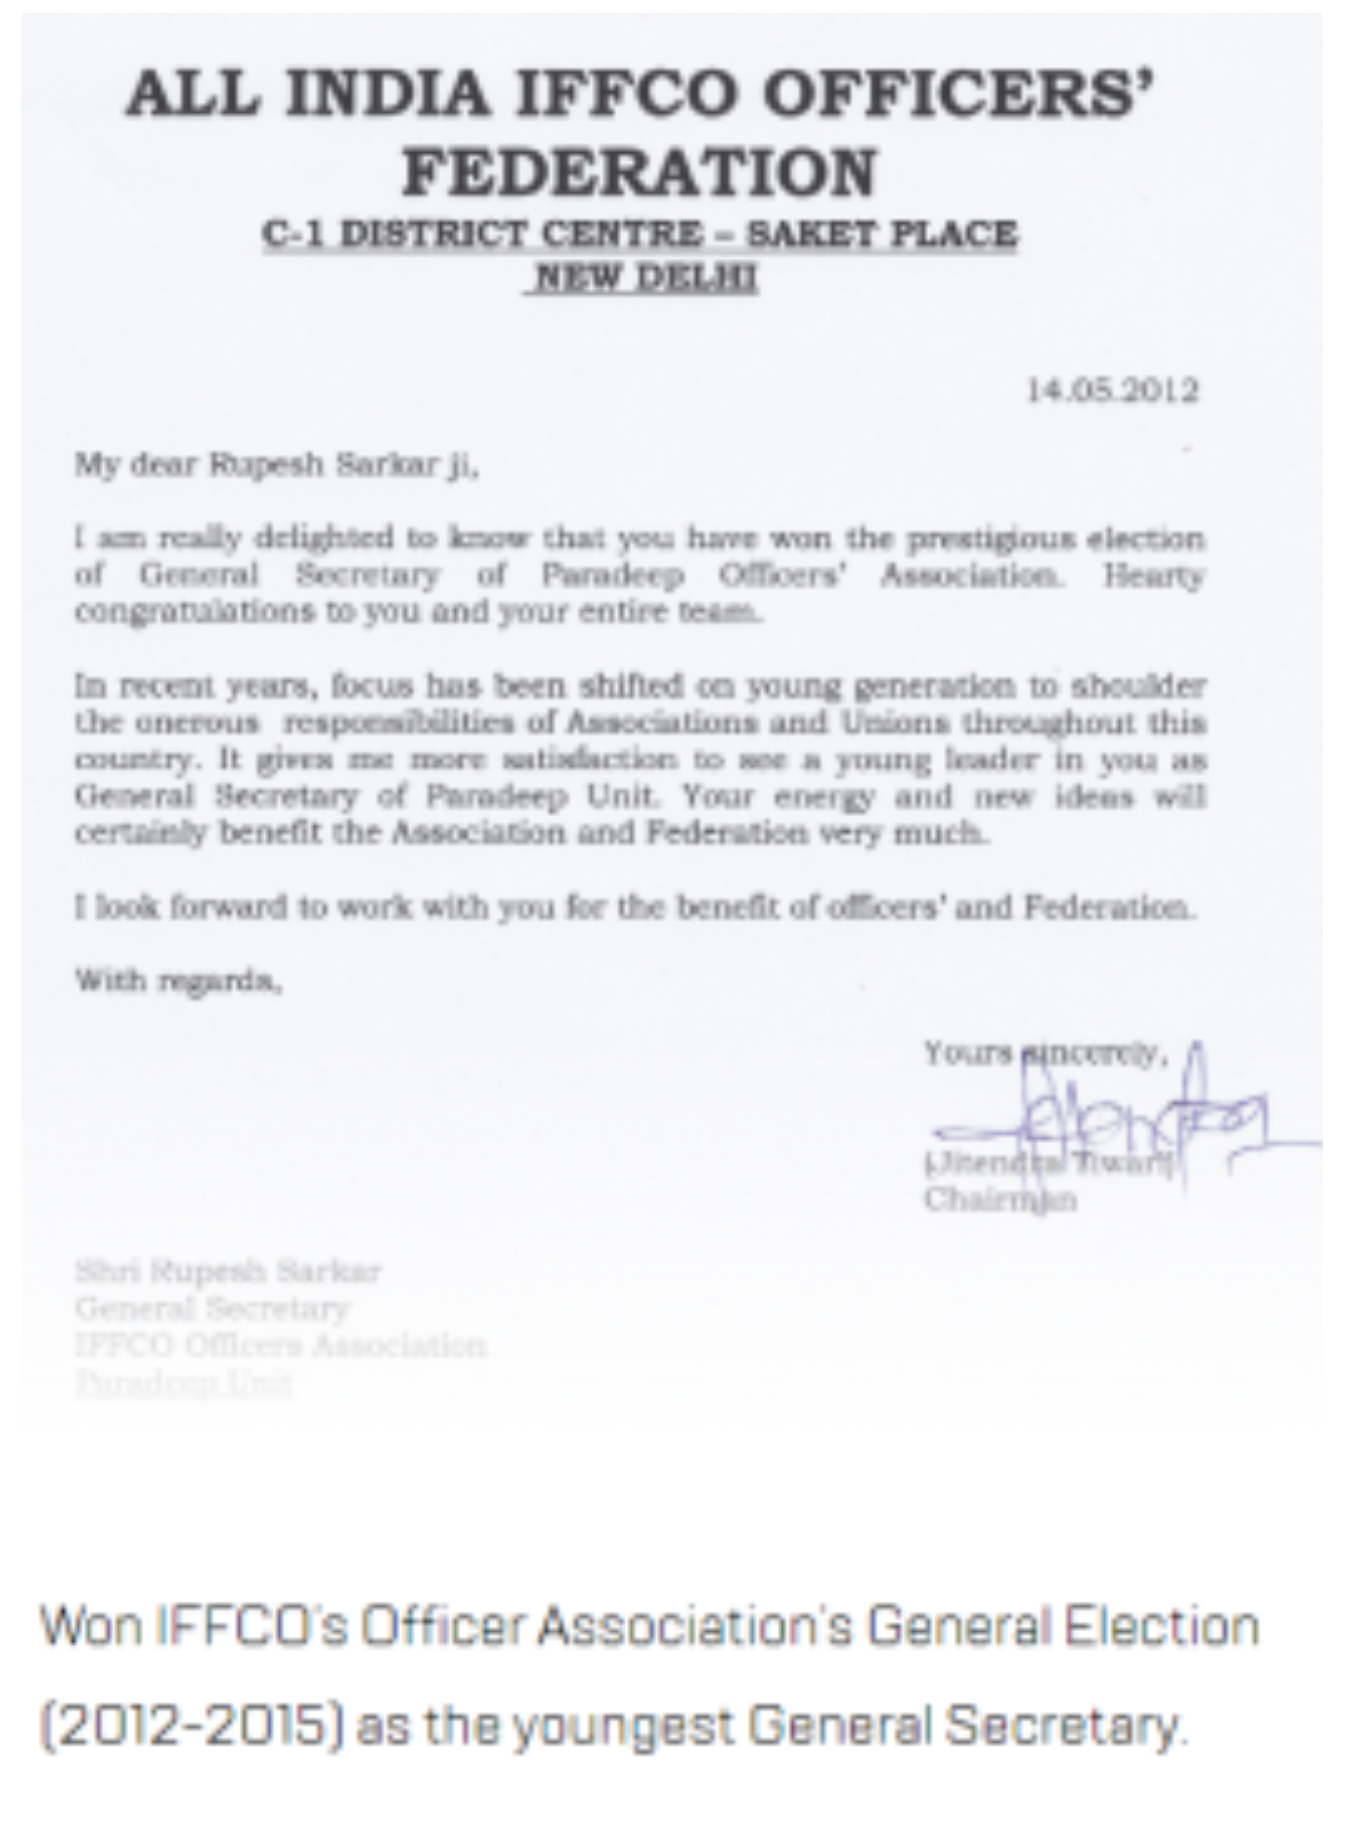 ALL INDIA IFFCO OFFICERS'
FEDERATION
C-1 DISTRICT CENTRE – SAKET PLACE
NEW DELHI
14.05.2012
My dear Rupesh Sarkar ji,
I am really delighted to know that you have won the prestigious election
of General Secretary of Paradeep Officers' Association. Hearty
congratulations to you and your entire team.
In recent years, focus has been shifted on young generation to shoulder
the onerous responsibilities of Associations and Unions throughout this
country. It gives me more satisfaction to see a young leader in you as
General Secretary of Paradeep Unit. Your energy and new ideas will
certainly benefit the Association and Federation very much.
I look forward to work with you for the benefit of officers' and Federation.
With regards,
Yours sincerely,
(Jitendra Tiwari)
Chairman
Shri Rupesh Sarkar
General Secretary
IFFCO Officers Association
Paradeep Unit
Won IFFCO's Officer Association's General Election
(2012-2015) as the youngest General Secretary.